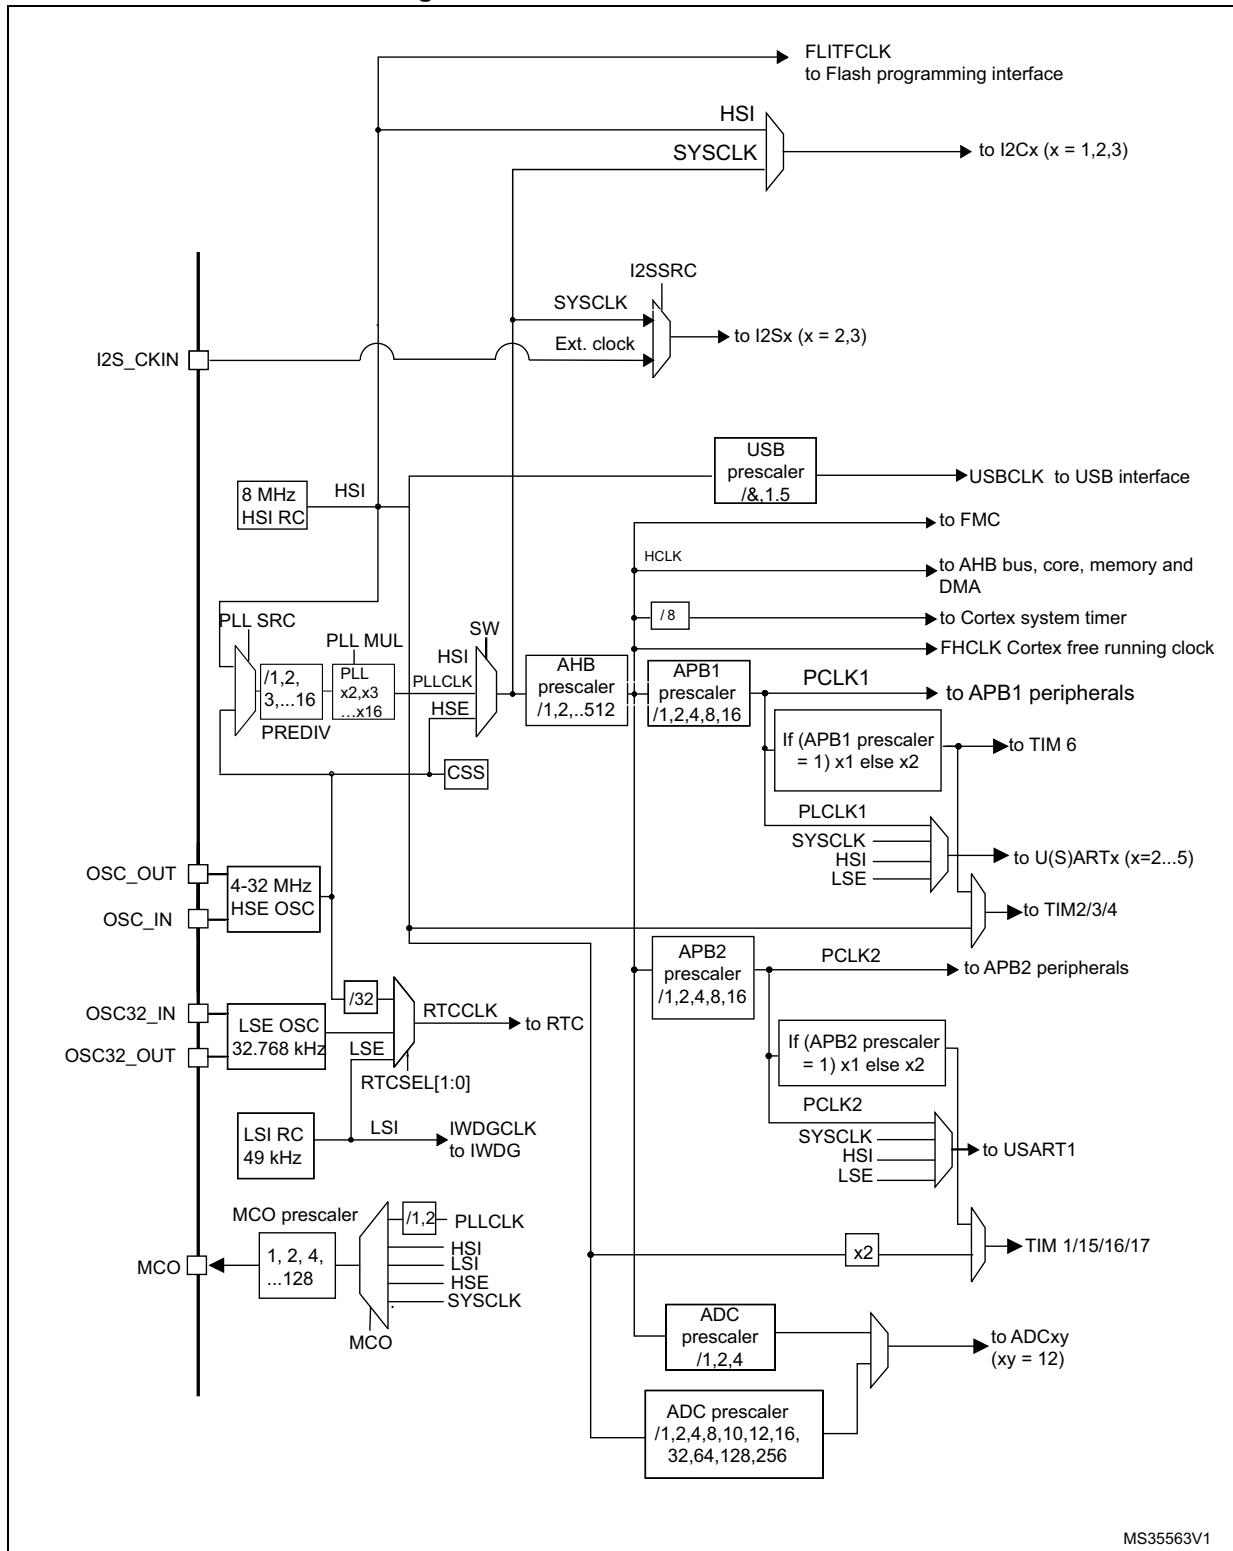 FLITFCLK
to Flash programming interface
HSI
SYSCLK
to I2Cx (x = 1,2,3)
I2SSRC
SYSCLK
to I2Sx (x = 2,3)
Ext. clock
I2S_CKIN
USB
prescaler
/&,1.5
USBCLK to USB interface
8 MHz
HSI RC
HSI
to FMC
HCLK
to AHB bus, core, memory and
DMA
/ 8
to Cortex system timer
FHCLK Cortex free running clock
PLL SRC
PLL MUL
SW
HSI
PLLCLK
HSE
/1,2,
3,...16
PREDIV
PLL
x2,x3
...x16
AHB
prescaler
/1,2,..512
APB1
prescaler
/1,2,4,8,16
PCLK1
to APB1 peripherals
If (APB1 prescaler
= 1) x1 else x2
to TIM 6
CSS
PLCLK1
SYSCLK
HSI
LSE
to U(S)ARTx (x=2...5)
OSC_OUT
OSC_IN
4-32 MHz
HSE OSC
to TIM2/3/4
APB2
prescaler
/1,2,4,8,16
PCLK2
to APB2 peripherals
/32
OSC32_IN
OSC32_OUT
LSE OSC
32.768 kHz
RTCCLK
to RTC
LSE
RTCSEL[1:0]
If (APB2 prescaler
= 1) x1 else x2
PCLK2
SYSCLK
HSI
LSE
to USART1
LSI RC
49 kHz
LSI
IWDGCLK
to IWDG
MCO prescaler
/1,2
PLLCLK
HSI
LSI
HSE
SYSCLK
MCO
1, 2, 4,
...128
MCO
x2
TIM 1/15/16/17
ADC
prescaler
/1,2,4
to ADCxy
(xy = 12)
ADC prescaler
/1,2,4,8,10,12,16,
32,64,128,256
MS35563V1